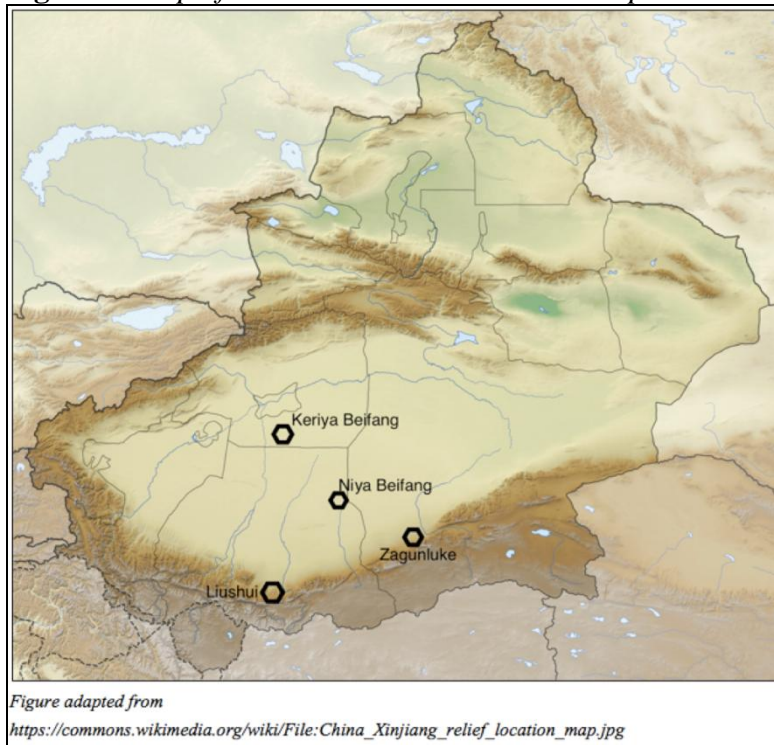 Keriya Beifang
Niya Beifang
Zagunluke
Liushui
Figure adapted from
https://commons.wikimedia.org/wiki/File:China_Xinjiang_relief_location_map.jpg